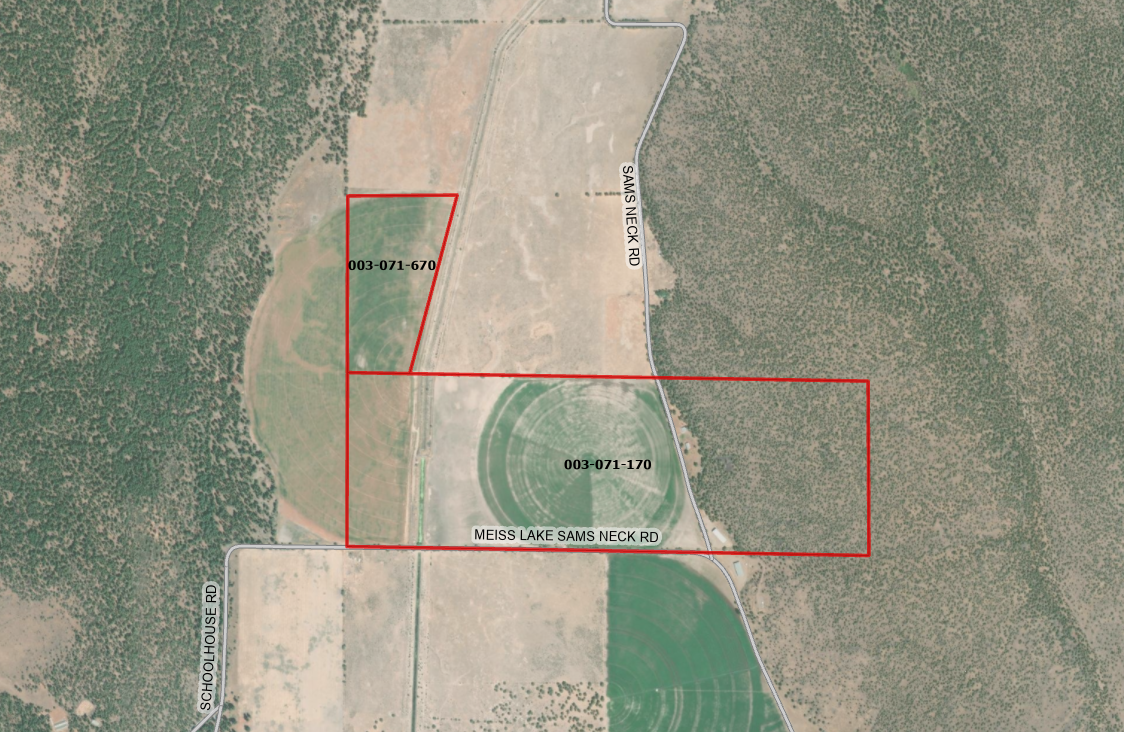 SAMS NECK RD
003-071-670
003-071-170
MEISS LAKE SAMS NECK RD
SCHOOLHOUSE RD